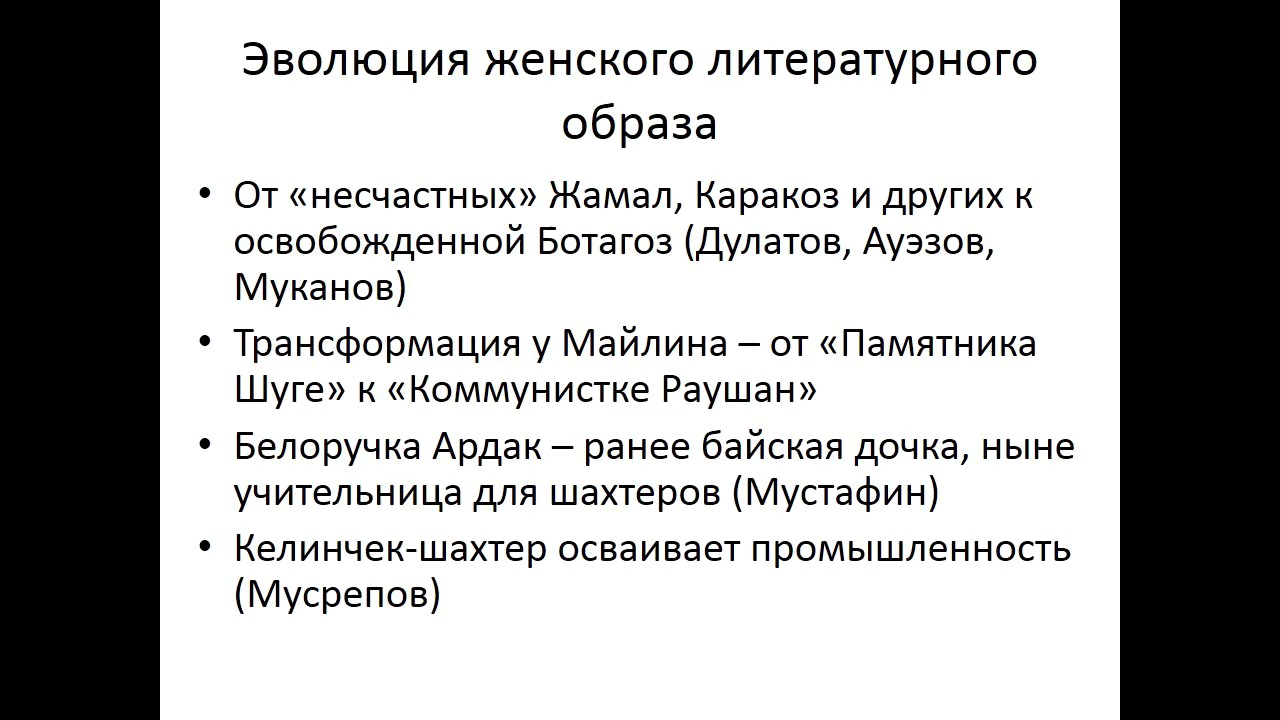 Эволюция женского литературного
образа
• От «несчастных» Жамал, Каракоз и других к
освобожденной Ботагоз (Дулатов, Ауэзов,
Муканов)
• Трансформация у Майлина – от «Памятника
Шуге» к «Коммунистке Раушан»
• Белоручка Ардак – ранее байская дочка, ныне
учительница для шахтеров (Мустафин)
• Келинчек-шахтер осваивает промышленность
(Мусрепов)